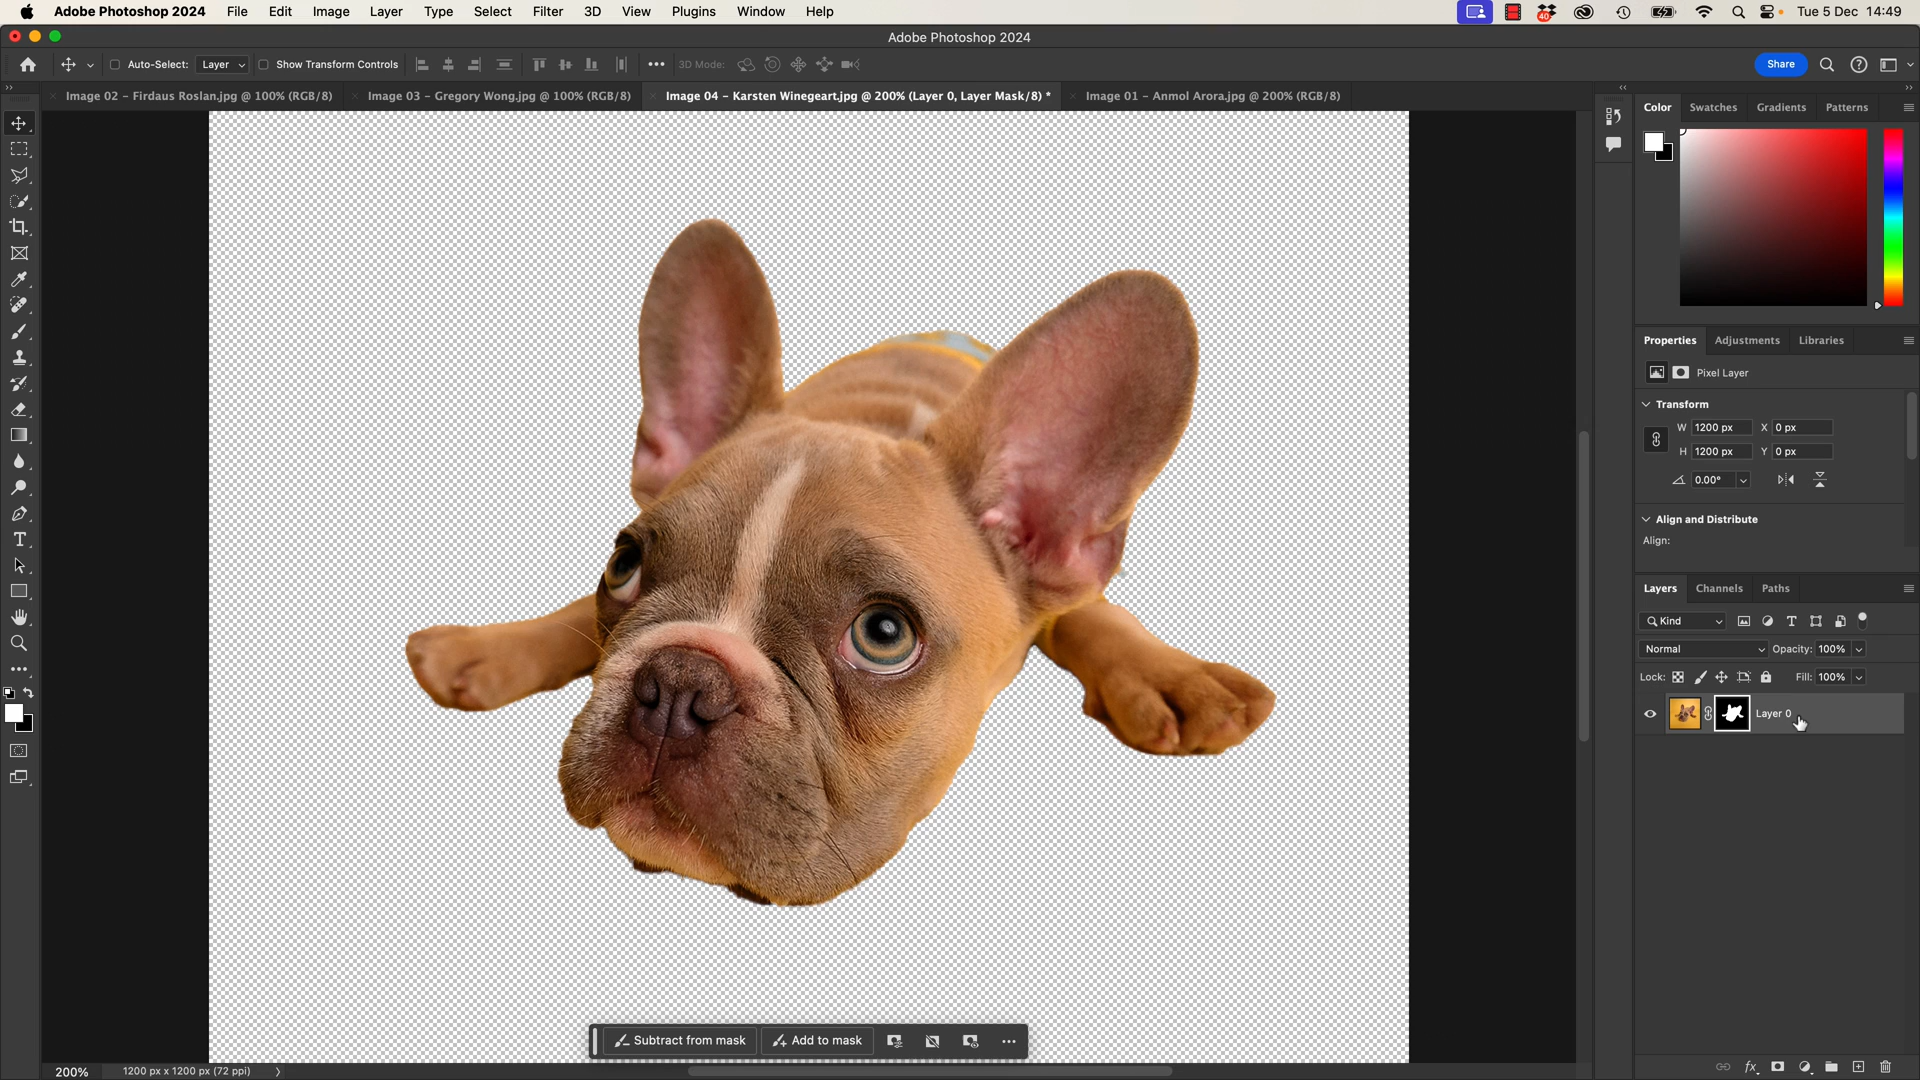 Adobe Photoshop 2024 File Edit Image Layer Type Select Filter 3D View Plugins Window Help
40
Tue 5 Dec 14:49
Adobe Photoshop 2024
Auto-Select: Layer Show Transform Controls 3D Mode: Share
Image 02 – Firdaus Roslan.jpg @ 100% (RGB/8) Image 03 – Gregory Wong.jpg @ 100% (RGB/8) Image 04 – Karsten Winegeart.jpg @ 200% (Layer 0, Layer Mask/8) * Image 01 – Anmol Arora.jpg @ 200% (RGB/8)
Color Swatches Gradients Patterns
Properties Adjustments Libraries
Pixel Layer
Transform
W 1200 px X 0 px
H 1200 px Y 0 px
0.00°
Align and Distribute
Align:
Layers Channels Paths
Kind
Normal Opacity: 100%
Lock: Fill: 100%
Layer 0
Subtract from mask Add to mask
200% 1200 px x 1200 px (72 ppi)
fx